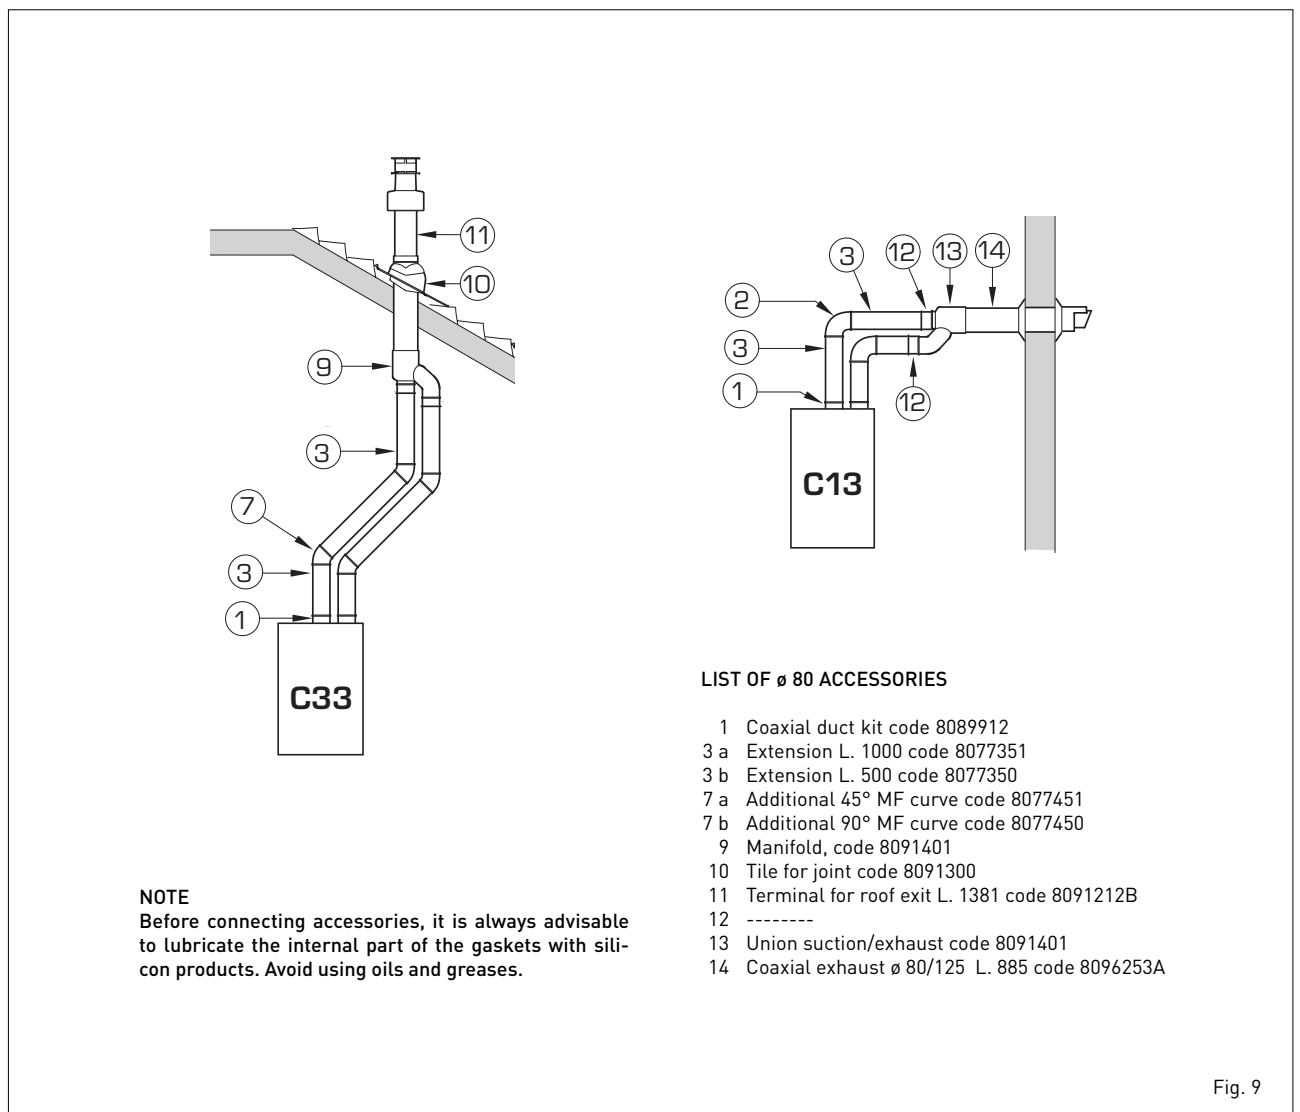 11
10
9
3
7
3
1
C33
3
12
13
14
2
3
1
12
C13
LIST OF ø 80 ACCESSORIES
1 Coaxial duct kit code 8089912
3 a Extension L. 1000 code 8077351
3 b Extension L. 500 code 8077350
7 a Additional 45° MF curve code 8077451
7 b Additional 90° MF curve code 8077450
9 Manifold, code 8091401
10 Tile for joint code 8091300
11 Terminal for roof exit L. 1381 code 8091212B
12 --------
13 Union suction/exhaust code 8091401
14 Coaxial exhaust ø 80/125 L. 885 code 8096253A
NOTE
Before connecting accessories, it is always advisable
to lubricate the internal part of the gaskets with sili-
con products. Avoid using oils and greases.
Fig. 9